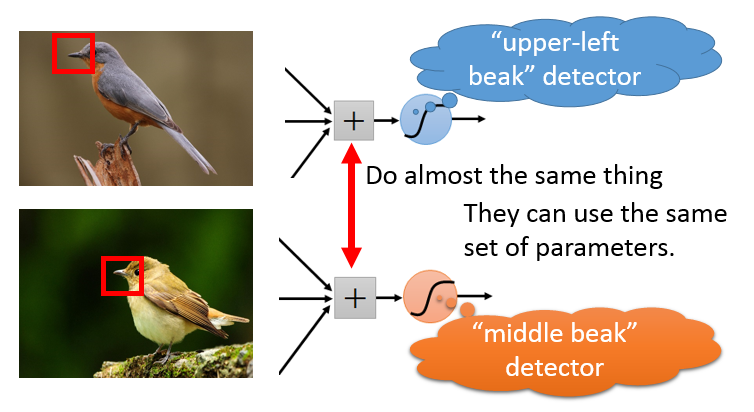 “upper-left
beak” detector
+
Do almost the same thing
They can use the same
set of parameters.
+
“middle beak”
detector